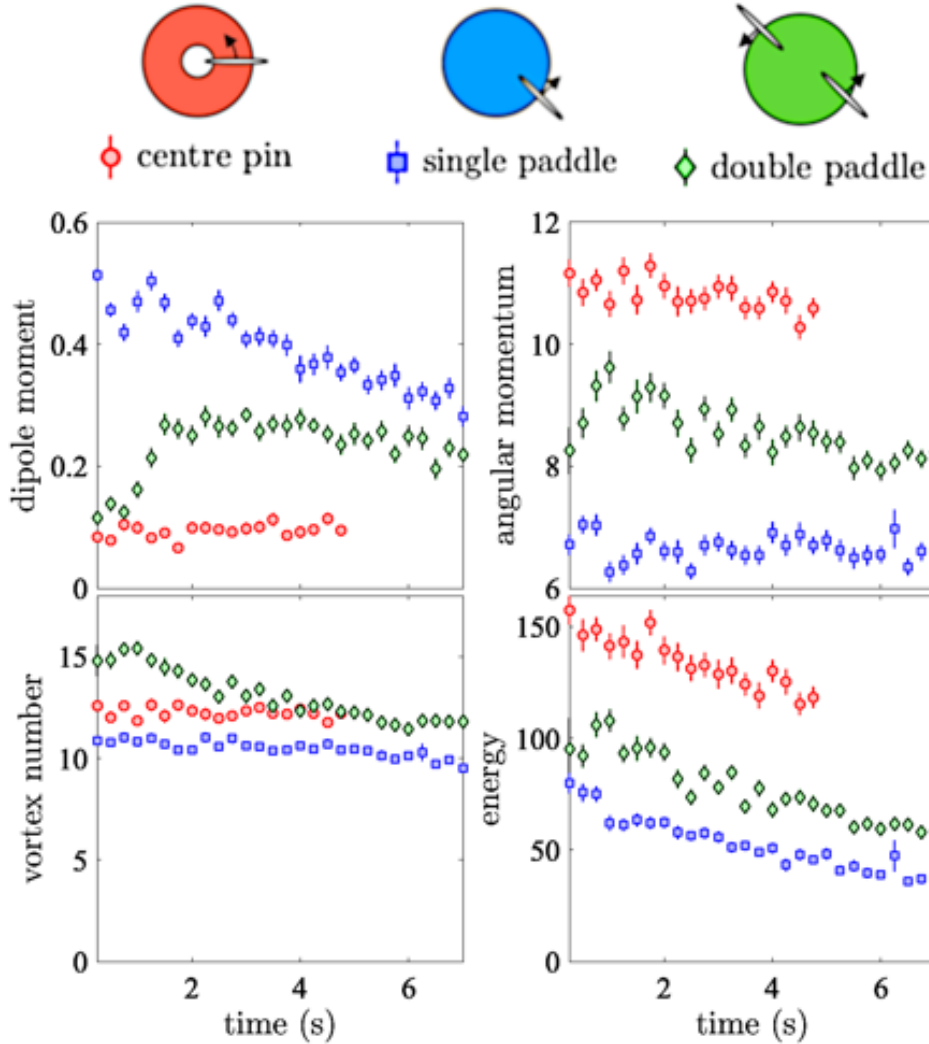 centre pin
single paddle
double paddle
dipole moment
0.6
0.4
0.2
0
angular momentum
12
10
8
6
vortex number
15
10
5
0
2
4
6
time (s)
energy
150
100
50
0
2
4
6
time (s)